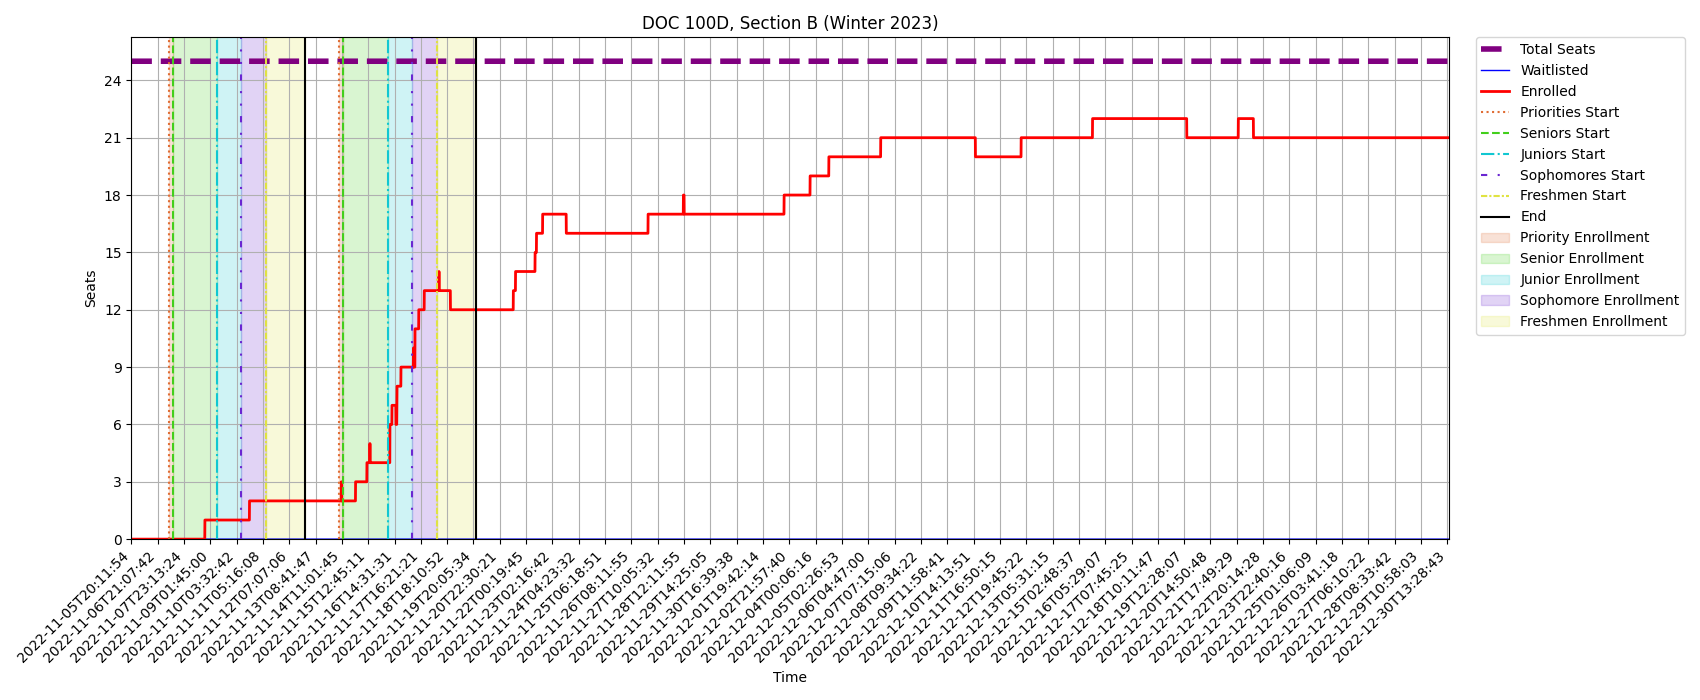 DOC 100D, Section B (Winter 2023)
Total Seats
Waitlisted
Enrolled
Priorities Start
Seniors Start
Juniors Start
Sophomores Start
Freshmen Start
End
Priority Enrollment
Senior Enrollment
Junior Enrollment
Sophomore Enrollment
Freshmen Enrollment
Seats
24
21
18
15
12
9
6
3
0
2022-11-05T20:11:54
2022-11-06T21:07:42
2022-11-07T23:13:24
2022-11-09T01:45:00
2022-11-10T03:32:42
2022-11-11T05:16:08
2022-11-12T07:07:06
2022-11-13T08:41:47
2022-11-14T11:01:45
2022-11-15T12:45:11
2022-11-16T14:31:31
2022-11-17T16:21:21
2022-11-18T18:10:52
2022-11-19T20:05:34
2022-11-20T22:30:21
2022-11-22T00:19:45
2022-11-23T02:16:42
2022-11-24T04:23:32
2022-11-25T06:18:51
2022-11-26T08:11:55
2022-11-27T10:05:32
2022-11-28T12:11:55
2022-11-29T14:25:05
2022-11-30T16:39:38
2022-12-01T19:42:14
2022-12-02T21:57:40
2022-12-04T00:06:16
2022-12-05T02:26:53
2022-12-06T04:47:00
2022-12-07T07:15:06
2022-12-08T09:34:22
2022-12-09T11:58:41
2022-12-10T14:13:51
2022-12-11T16:50:15
2022-12-12T19:45:22
2022-12-13T05:31:15
2022-12-15T02:48:37
2022-12-16T05:29:07
2022-12-17T07:45:25
2022-12-18T10:11:47
2022-12-19T12:28:07
2022-12-20T14:50:48
2022-12-21T17:49:29
2022-12-22T20:14:28
2022-12-23T22:40:16
2022-12-25T01:06:09
2022-12-26T03:41:18
2022-12-27T06:10:22
2022-12-28T08:33:42
2022-12-29T10:58:03
2022-12-30T13:28:43
Time